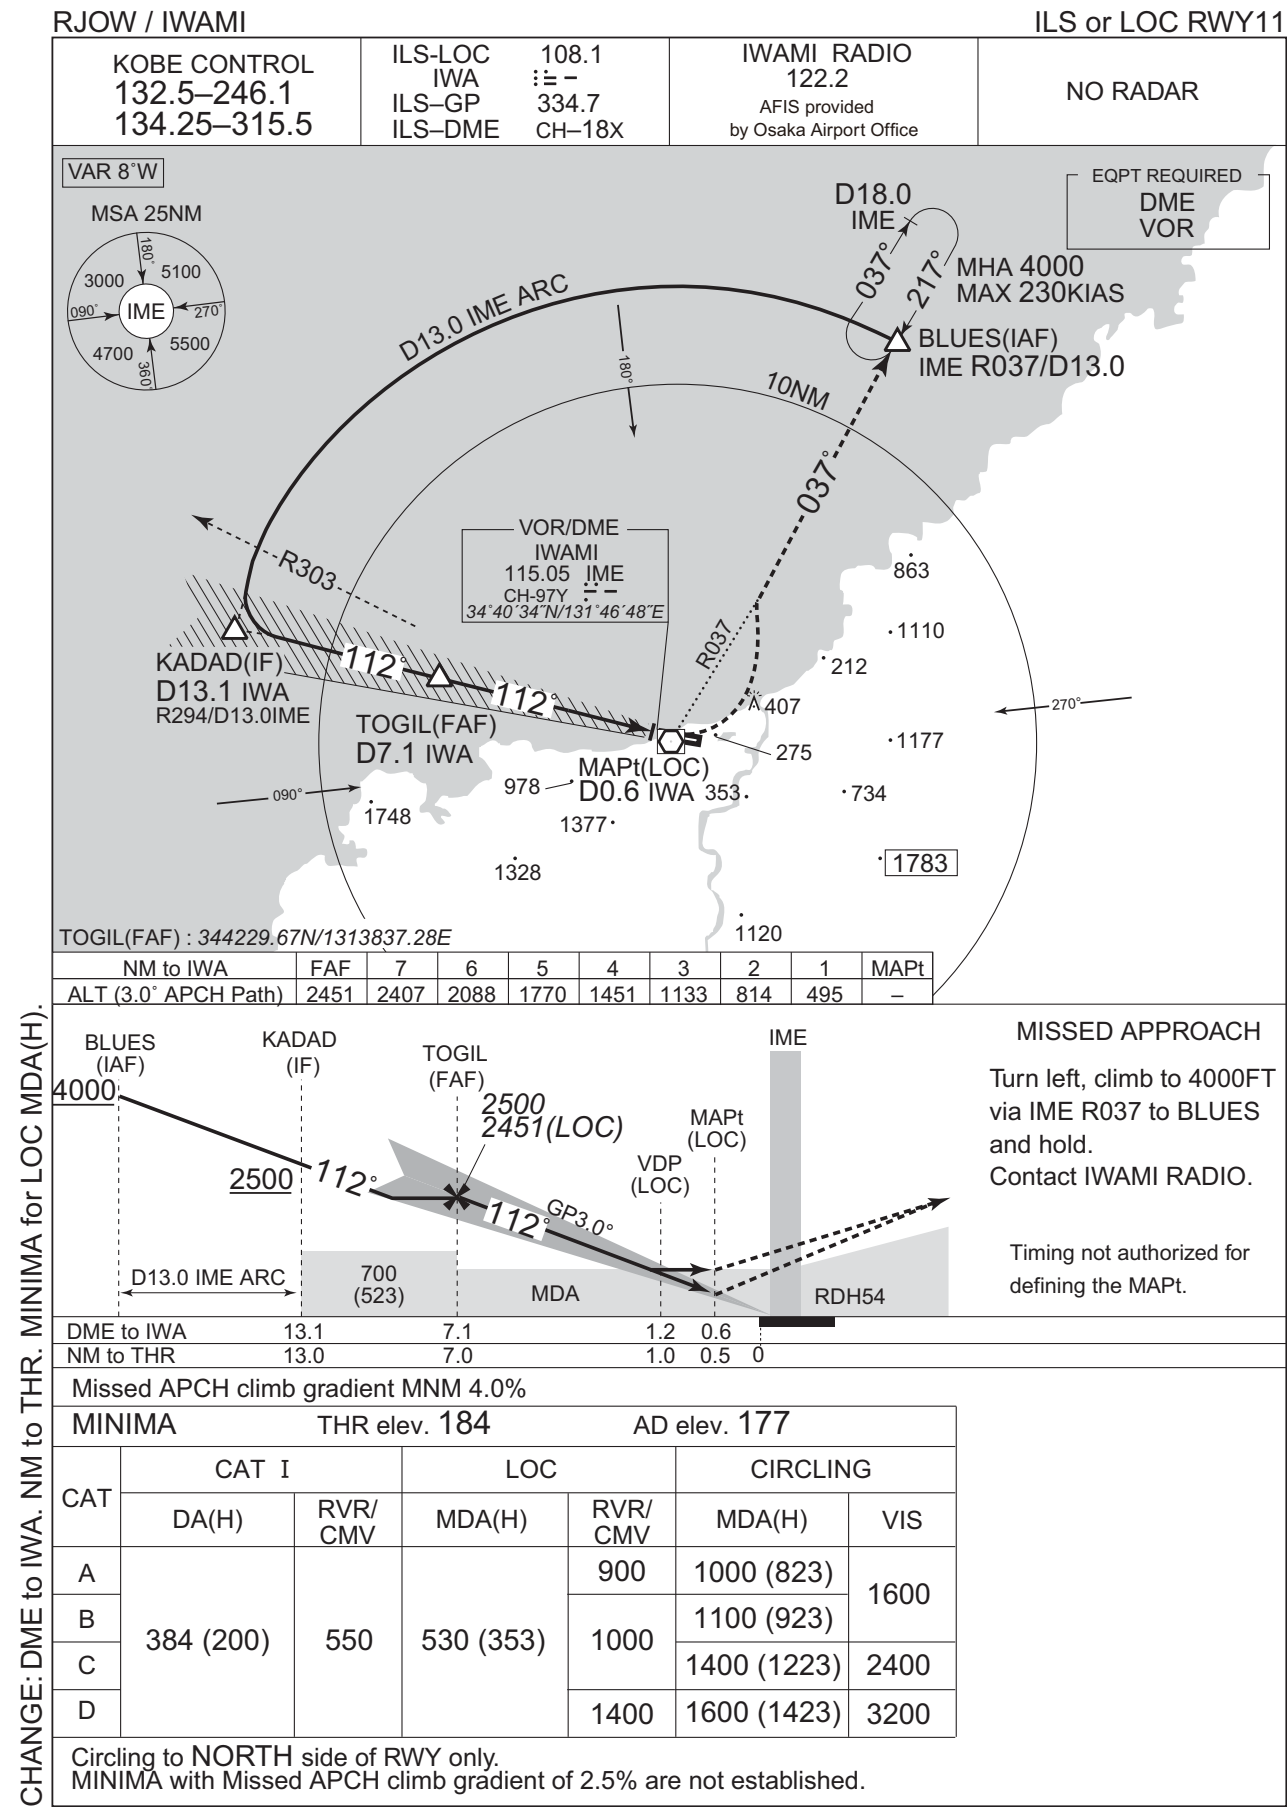 RJOW / IWAMI
ILS or LOC RWY11
KOBE CONTROL
132.5–246.1
134.25–315.5
ILS-LOC 108.1
IWA
ILS–GP 334.7
ILS–DME CH–18X
IWAMI RADIO
122.2
AFIS provided
by Osaka Airport Office
NO RADAR
VAR 8°W
MSA 25NM
180°
3000
5100
090°
IME
270°
4700
5500
360°
EQPT REQUIRED
DME
VOR
D18.0
IME
037°
217°
MHA 4000
MAX 230KIAS
D13.0 IME ARC
BLUES(IAF)
IME R037/D13.0
180°
10NM
037°
R303
VOR/DME
IWAMI
115.05 IME
CH-97Y
34°40´34˝N/131°46´48˝E
863
1110
R037
212
KADAD(IF)
D13.1 IWA
R294/D13.0IME
112°
112°
TOGIL(FAF)
D7.1 IWA
407
270°
275
1177
MAPt(LOC)
D0.6 IWA
978
353
734
090°
1748
1377
1328
1783
1120
TOGIL(FAF) : 344229.67N/1313837.28E
NM to IWA FAF 7 6 5 4 3 2 1 MAPt
ALT (3.0° APCH Path) 2451 2407 2088 1770 1451 1133 814 495 –
BLUES
(IAF)
KADAD
(IF)
TOGIL
(FAF)
IME
4000
2500
2500
2451(LOC)
MAPt
(LOC)
VDP
(LOC)
112°
112°
GP3.0°
D13.0 IME ARC
700
(523)
MDA
RDH54
MISSED APPROACH
Turn left, climb to 4000FT
via IME R037 to BLUES
and hold.
Contact IWAMI RADIO.
Timing not authorized for
defining the MAPt.
DME to IWA 13.1 7.1 1.2 0.6
NM to THR 13.0 7.0 1.0 0.5 0
Missed APCH climb gradient MNM 4.0%
MINIMA THR elev. 184 AD elev. 177
CAT
CAT I LOC CIRCLING
DA(H) RVR/CMV MDA(H) RVR/CMV MDA(H) VIS
A 900 1000 (823) 1600
B 384 (200) 550 530 (353) 1000 1100 (923)
C 1400 (1223) 2400
D 1400 1600 (1423) 3200
Circling to NORTH side of RWY only.
MINIMA with Missed APCH climb gradient of 2.5% are not established.
CHANGE: DME to IWA. NM to THR. MINIMA for LOC MDA(H).